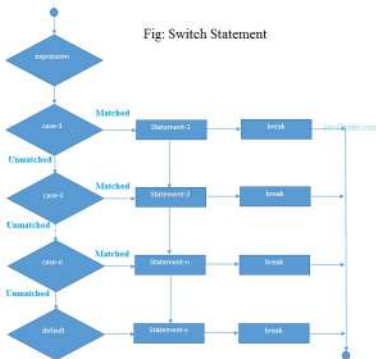 Fig: Switch Statement
expression
case-1
Matched
Statement-1
break
Unmatched
case-2
Matched
Statement-2
break
Unmatched
case-n
Matched
Statement-n
break
Unmatched
default
break